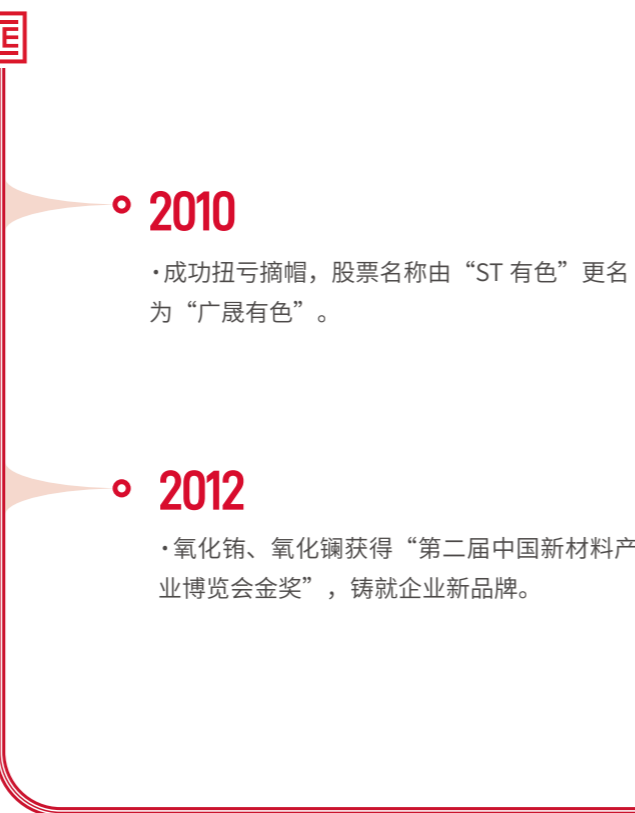 E
2010
·成功扭亏摘帽，股票名称由“ST 有色”更名
为“广晟有色”。
2012
·氧化铕、氧化镧获得“第二届中国新材料产
业博览会金奖”，铸就企业新品牌。